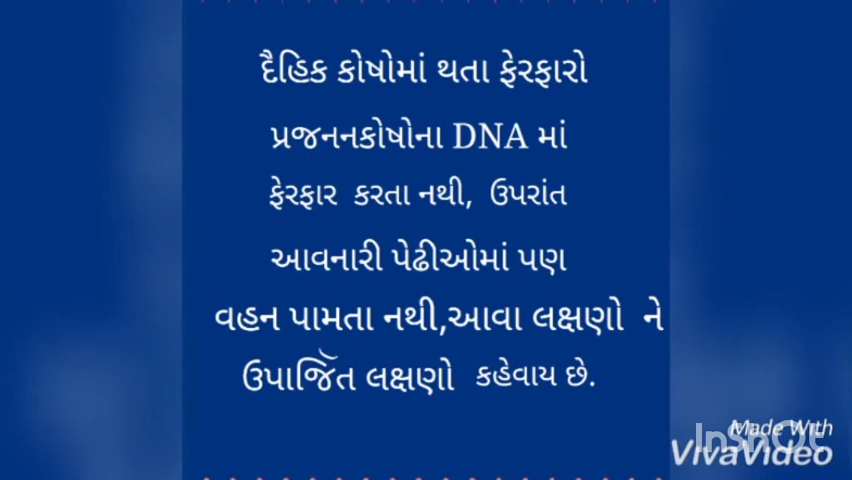 દૈહિક કોષોમાં થતા ફેરફારો
પ્રજનનકોષોના DNA માં
ફેરફાર કરતા નથી, ઉપરાંત
આવનારી પેઢીઓમાં પણ
વહન પામતા નથી,આવા લક્ષણો ને
ઉપાર્જિત લક્ષણો કહેવાય છે.
Made With
InShOt
VivaVideo